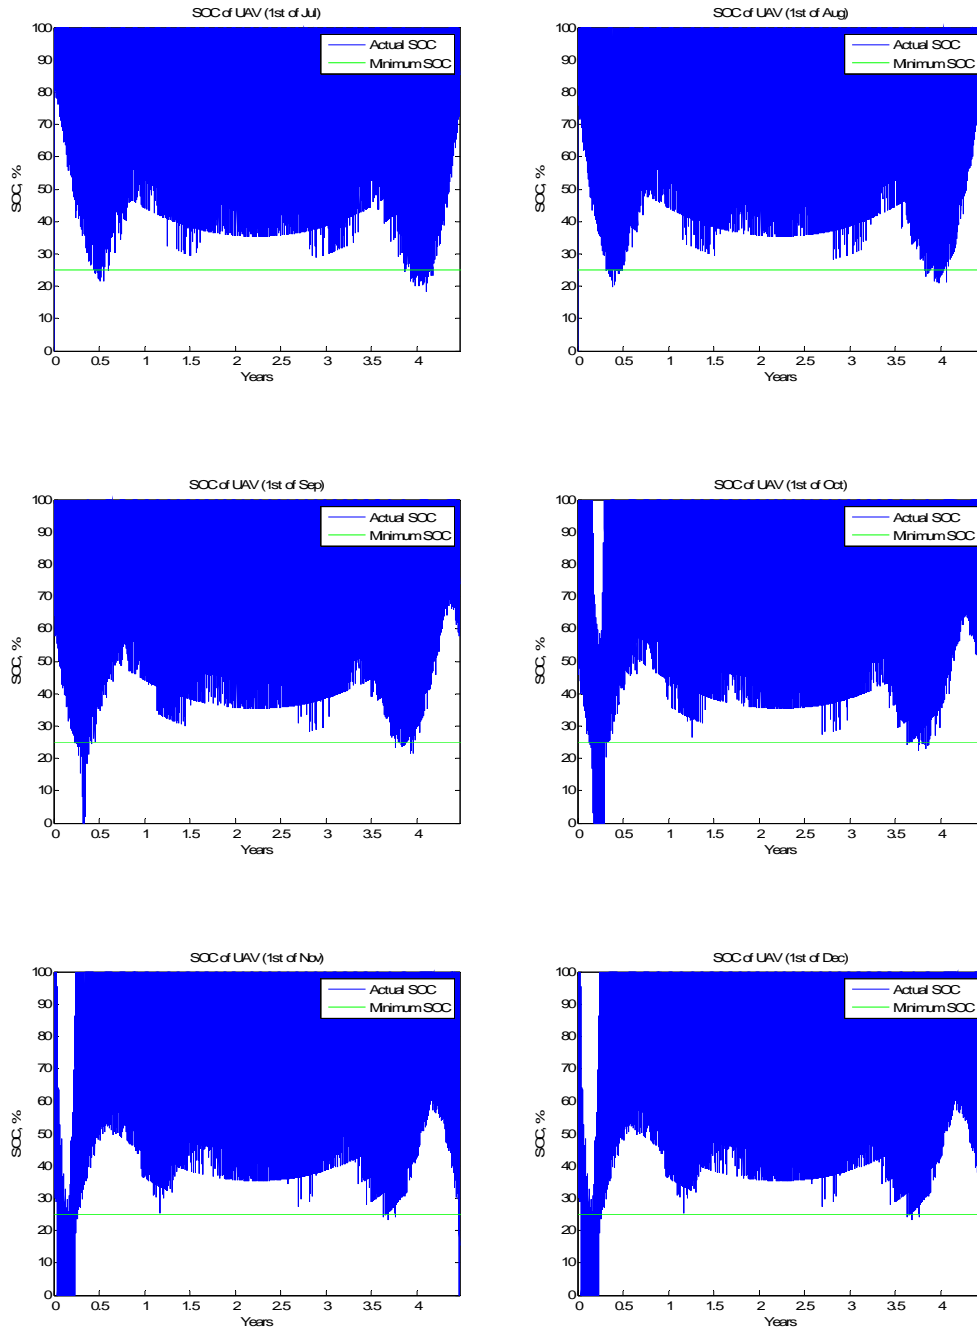 SOC of UAV (1st of Jul)
Actual SOC
Minimum SOC
SOC, %
100
90
80
70
60
50
40
30
20
10
0
0 0.5 1 1.5 2 2.5 3 3.5 4
Years
SOC of UAV (1st of Aug)
Actual SOC
Minimum SOC
SOC, %
100
90
80
70
60
50
40
30
20
10
0
0 0.5 1 1.5 2 2.5 3 3.5 4
Years
SOC of UAV (1st of Sep)
Actual SOC
Minimum SOC
SOC, %
100
90
80
70
60
50
40
30
20
10
0
0 0.5 1 1.5 2 2.5 3 3.5 4
Years
SOC of UAV (1st of Oct)
Actual SOC
Minimum SOC
SOC, %
100
90
80
70
60
50
40
30
20
10
0
0 0.5 1 1.5 2 2.5 3 3.5 4
Years
SOC of UAV (1st of Nov)
Actual SOC
Minimum SOC
SOC, %
100
90
80
70
60
50
40
30
20
10
0
0 0.5 1 1.5 2 2.5 3 3.5 4
Years
SOC of UAV (1st of Dec)
Actual SOC
Minimum SOC
SOC, %
100
90
80
70
60
50
40
30
20
10
0
0 0.5 1 1.5 2 2.5 3 3.5 4
Years